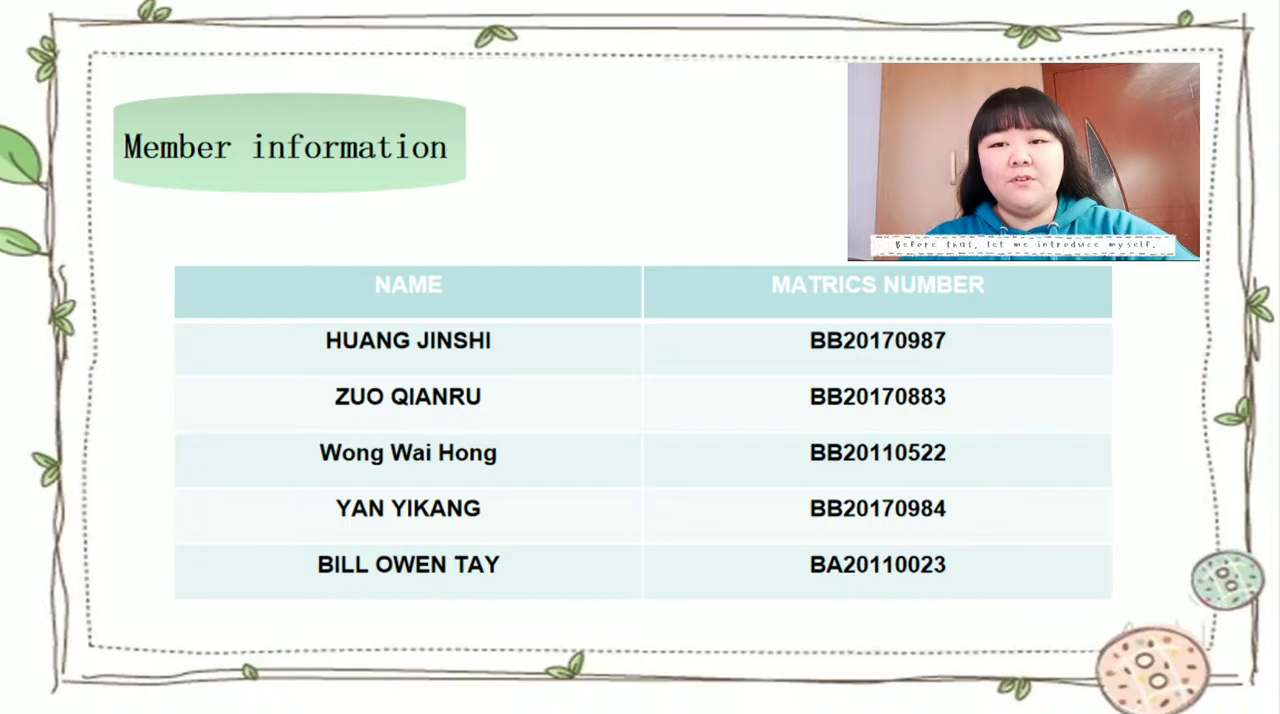 Member information
Before that, let me introduce myself.
NAME MATRICS NUMBER
HUANG JINSHI BB20170987
ZUO QIANRU BB20170883
Wong Wai Hong BB20110522
YAN YIKANG BB20170984
BILL OWEN TAY BA20110023